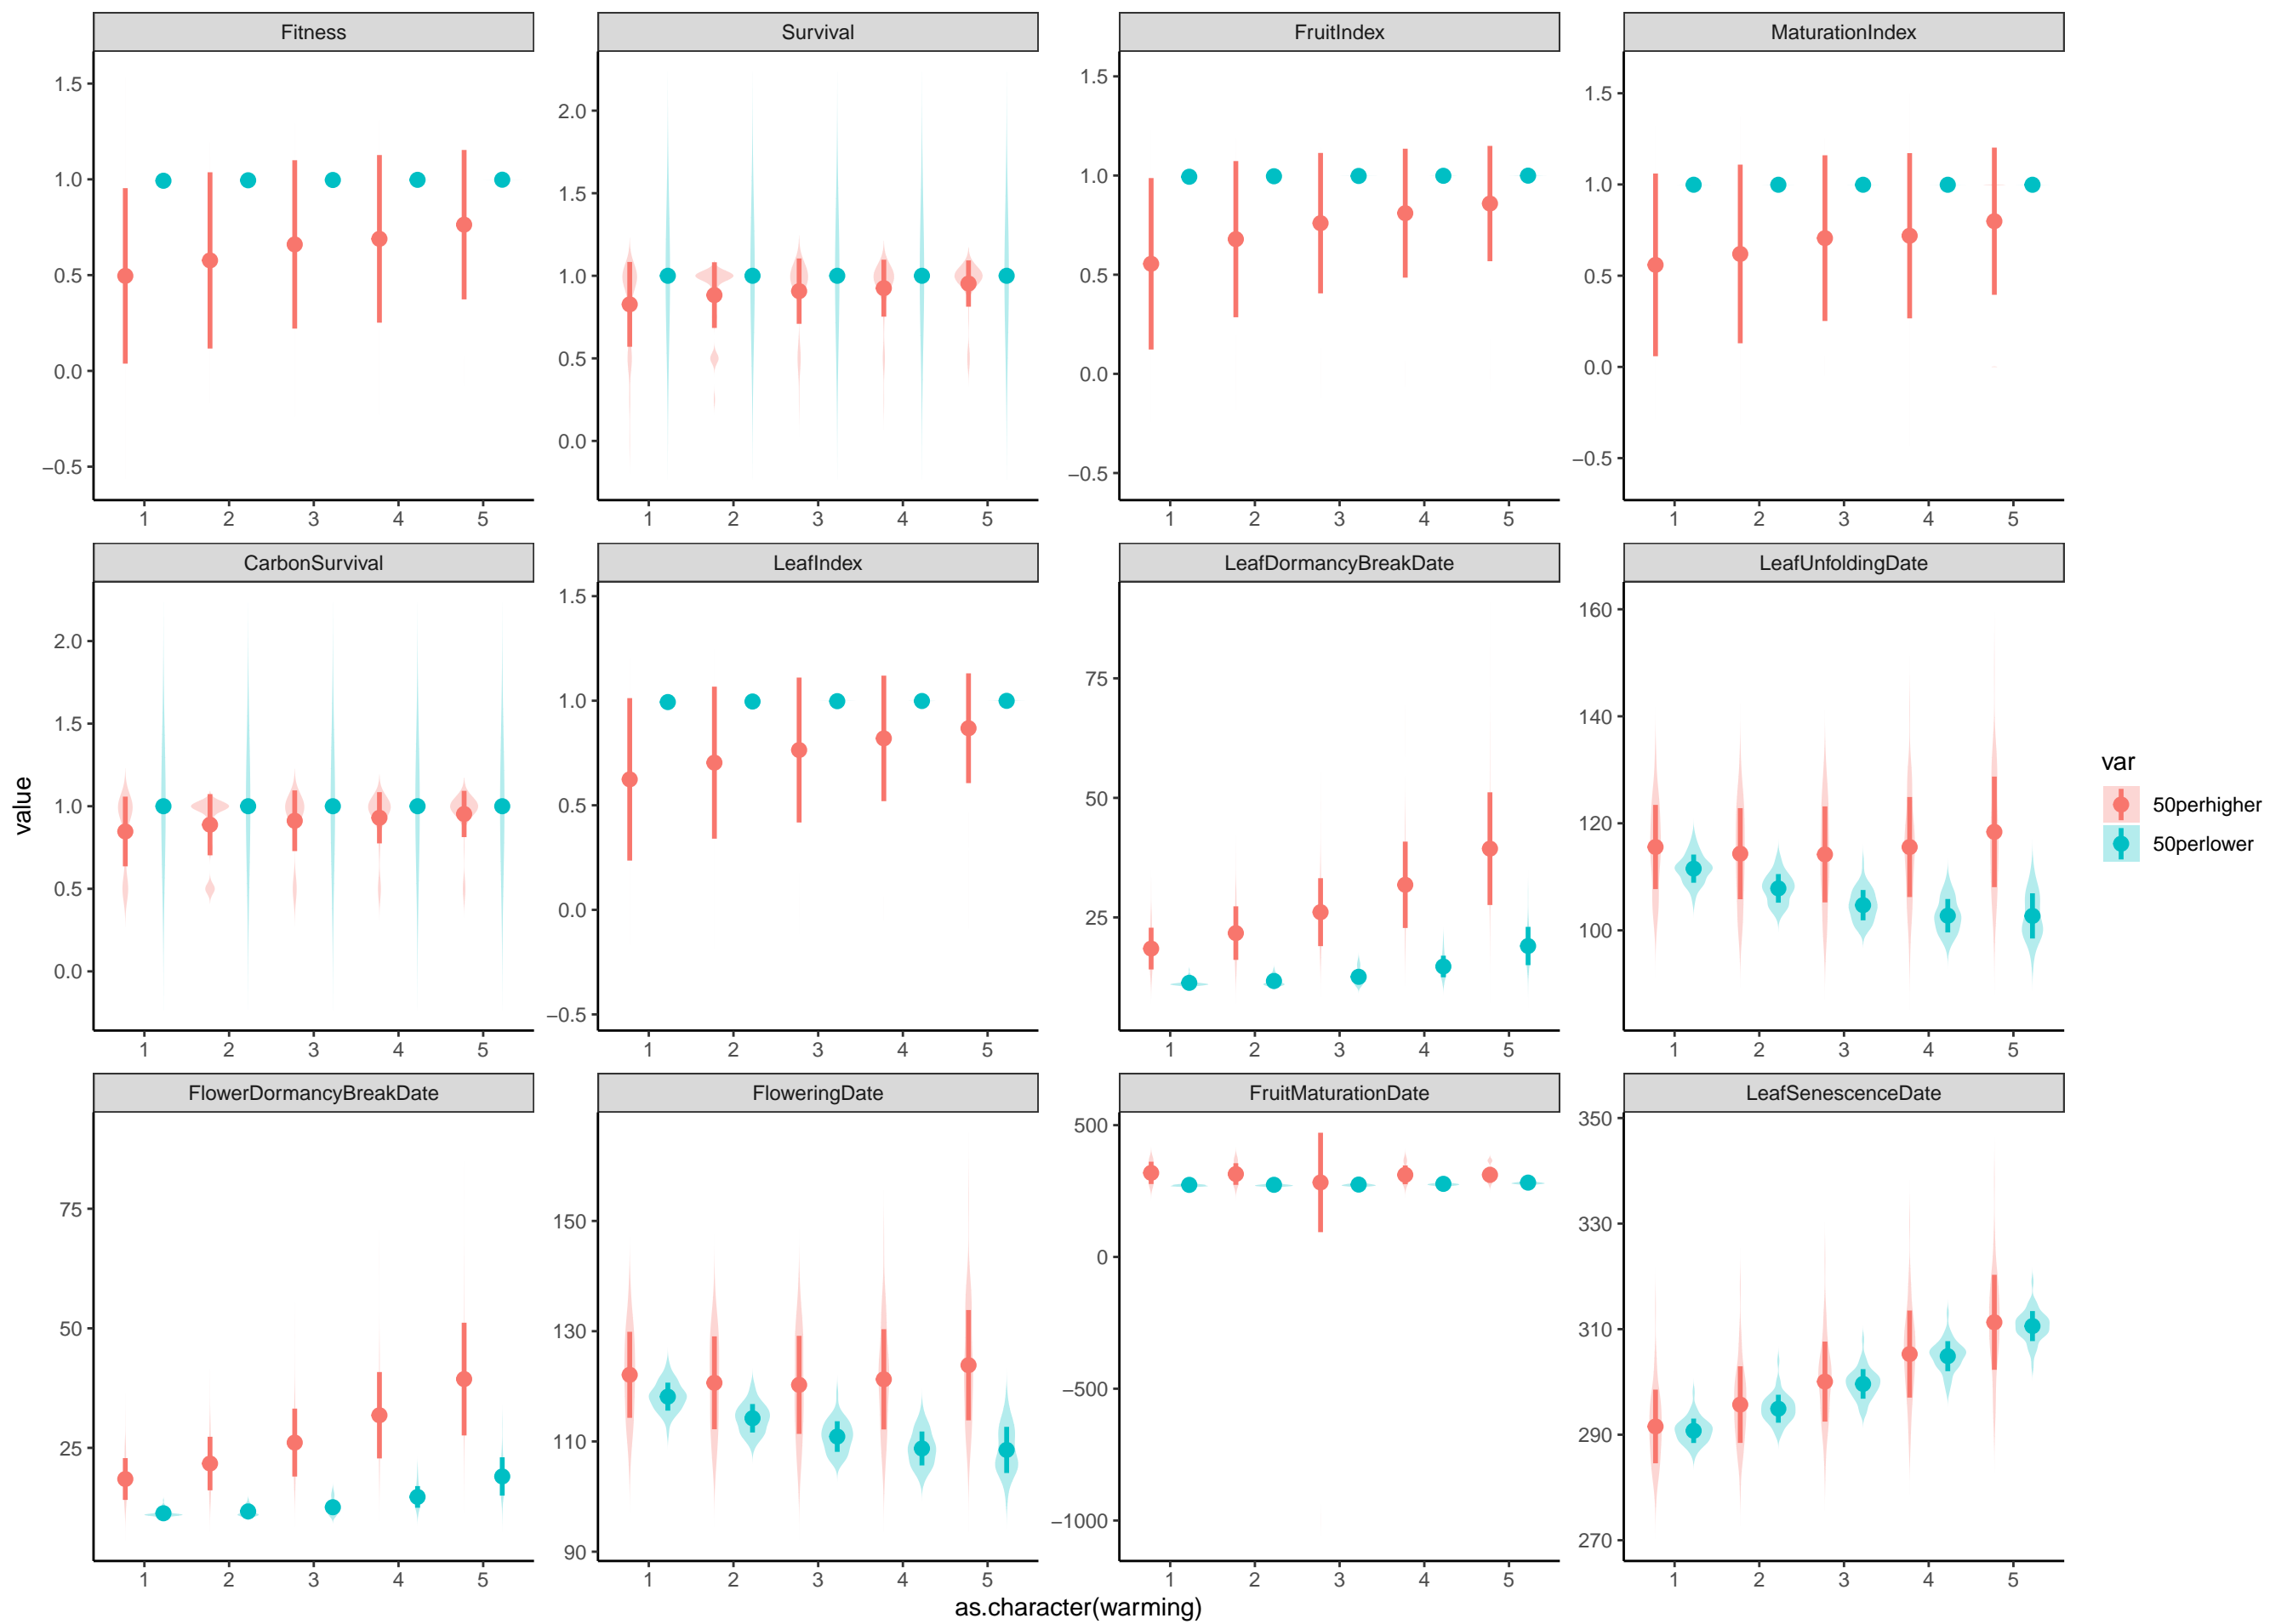 Fitness Survival FruitIndex MaturationIndex
1.5 2.0 1.5 1.5
1.0 1.5 1.0 1.0
0.5 1.0 0.5 0.5
0.0 0.5 0.0 0.0
−0.5 0.0 −0.5 −0.5
1 2 3 4 5 1 2 3 4 5 1 2 3 4 5 1 2 3 4 5
CarbonSurvival LeafIndex LeafDormancyBreakDate LeafUnfoldingDate
2.0 1.5 75 160
1.5 1.0 50 140
1.0 0.5 25 120
0.5 0.0 100
0.0 −0.5
1 2 3 4 5 1 2 3 4 5 1 2 3 4 5 1 2 3 4 5
FlowerDormancyBreakDate FloweringDate FruitMaturationDate LeafSenescenceDate
75 150 500 350
50 130 0 330
25 110 −500 310
90 −1000 290
270
1 2 3 4 5 1 2 3 4 5 1 2 3 4 5 1 2 3 4 5
value
as.character(warming)
var
50perhigher
50perlower